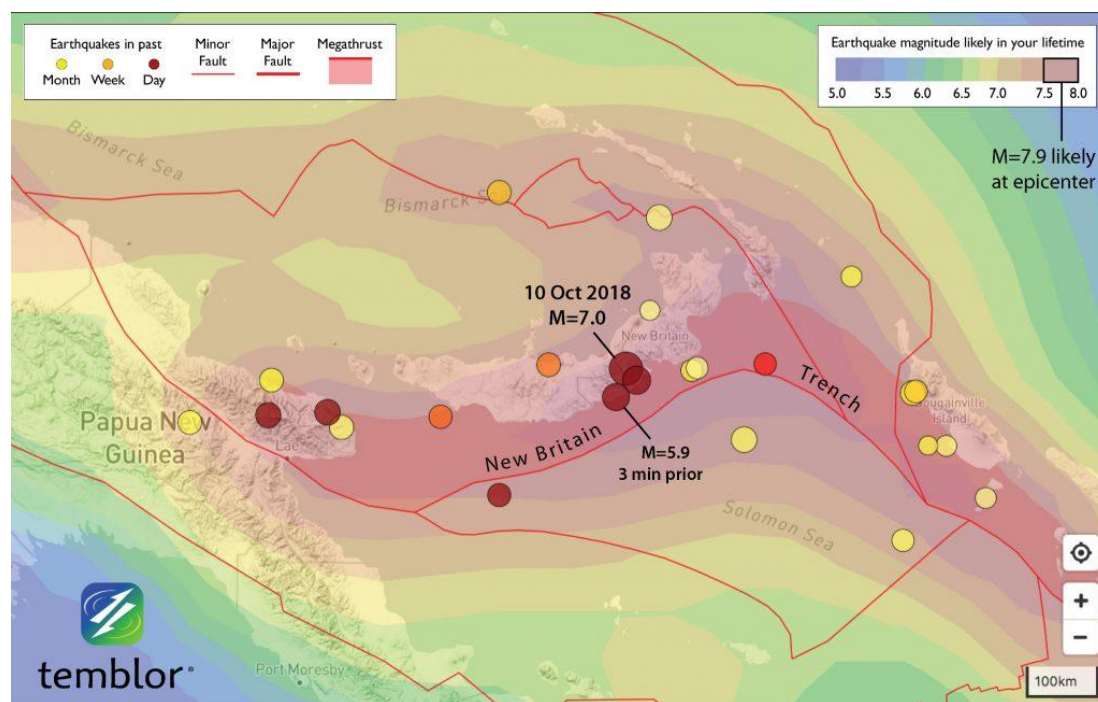 Earthquakes in past
Month
Week
Day
Minor
Fault
Major
Fault
Megathrust
Earthquake magnitude likely in your lifetime
5.0 5.5 6.0 6.5 7.0 7.5 8.0
M=7.9 likely
at epicenter
Bismarck Sea
Bismarck Se
10 Oct 2018
M=7.0
New Britain
New Britain
Trench
M=5.9
3 min prior
Papua New
Guinea
Lae
ougainville
Island
Solomon Sea
Port Moresby
temblor
+
−
100km